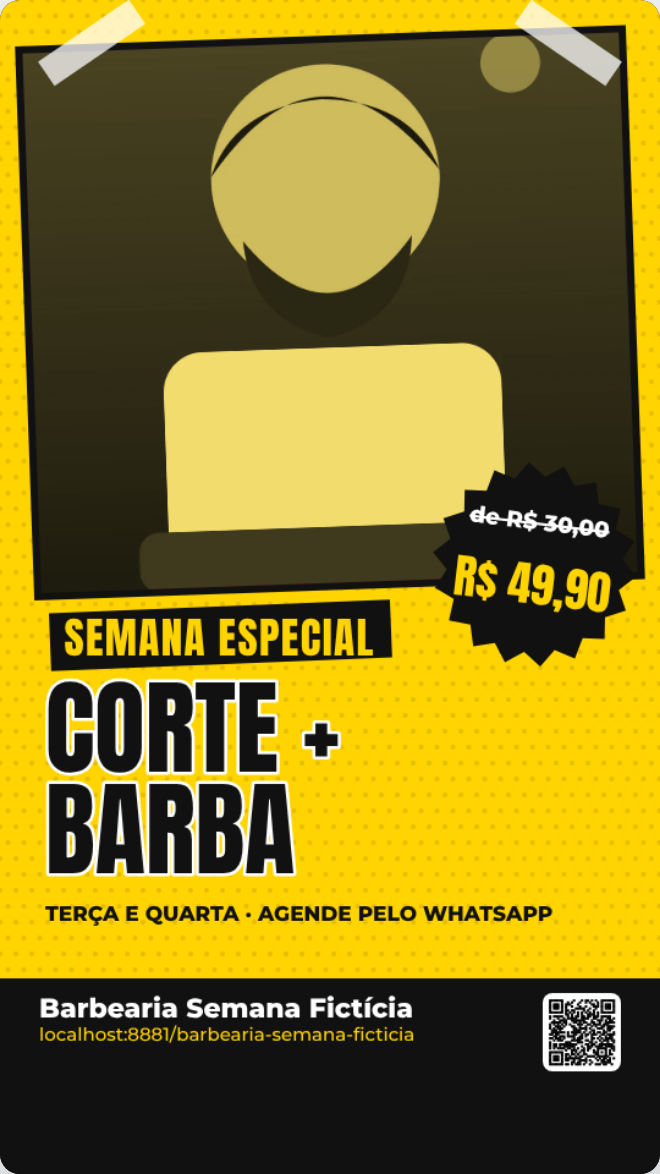 de R$ 30,00
R$ 49,90
SEMANA ESPECIAL
CORTE +
BARBA
TERÇA E QUARTA · AGENDE PELO WHATSAPP
Barbearia Semana Fictícia
localhost:8881/barbearia-semana-ficticia